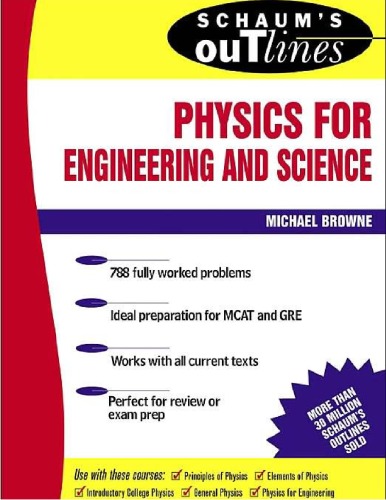 SCHAUM'S
ouTlines
PHYSICS FOR
ENGINEERING AND SCIENCE
MICHAEL BROWNE
788 fully worked problems
Ideal preparation for MCAT and GRE
Works with all current texts
Perfect for review or
exam prep
MORE THAN
30 MILLION
SCHAUM'S
OUTLINES
SOLD
Use with these courses: ☑ Principles of Physics ☑ Elements of Physics
☑ Introductory College Physics ☑ General Physics ☑ Physics for Engineering